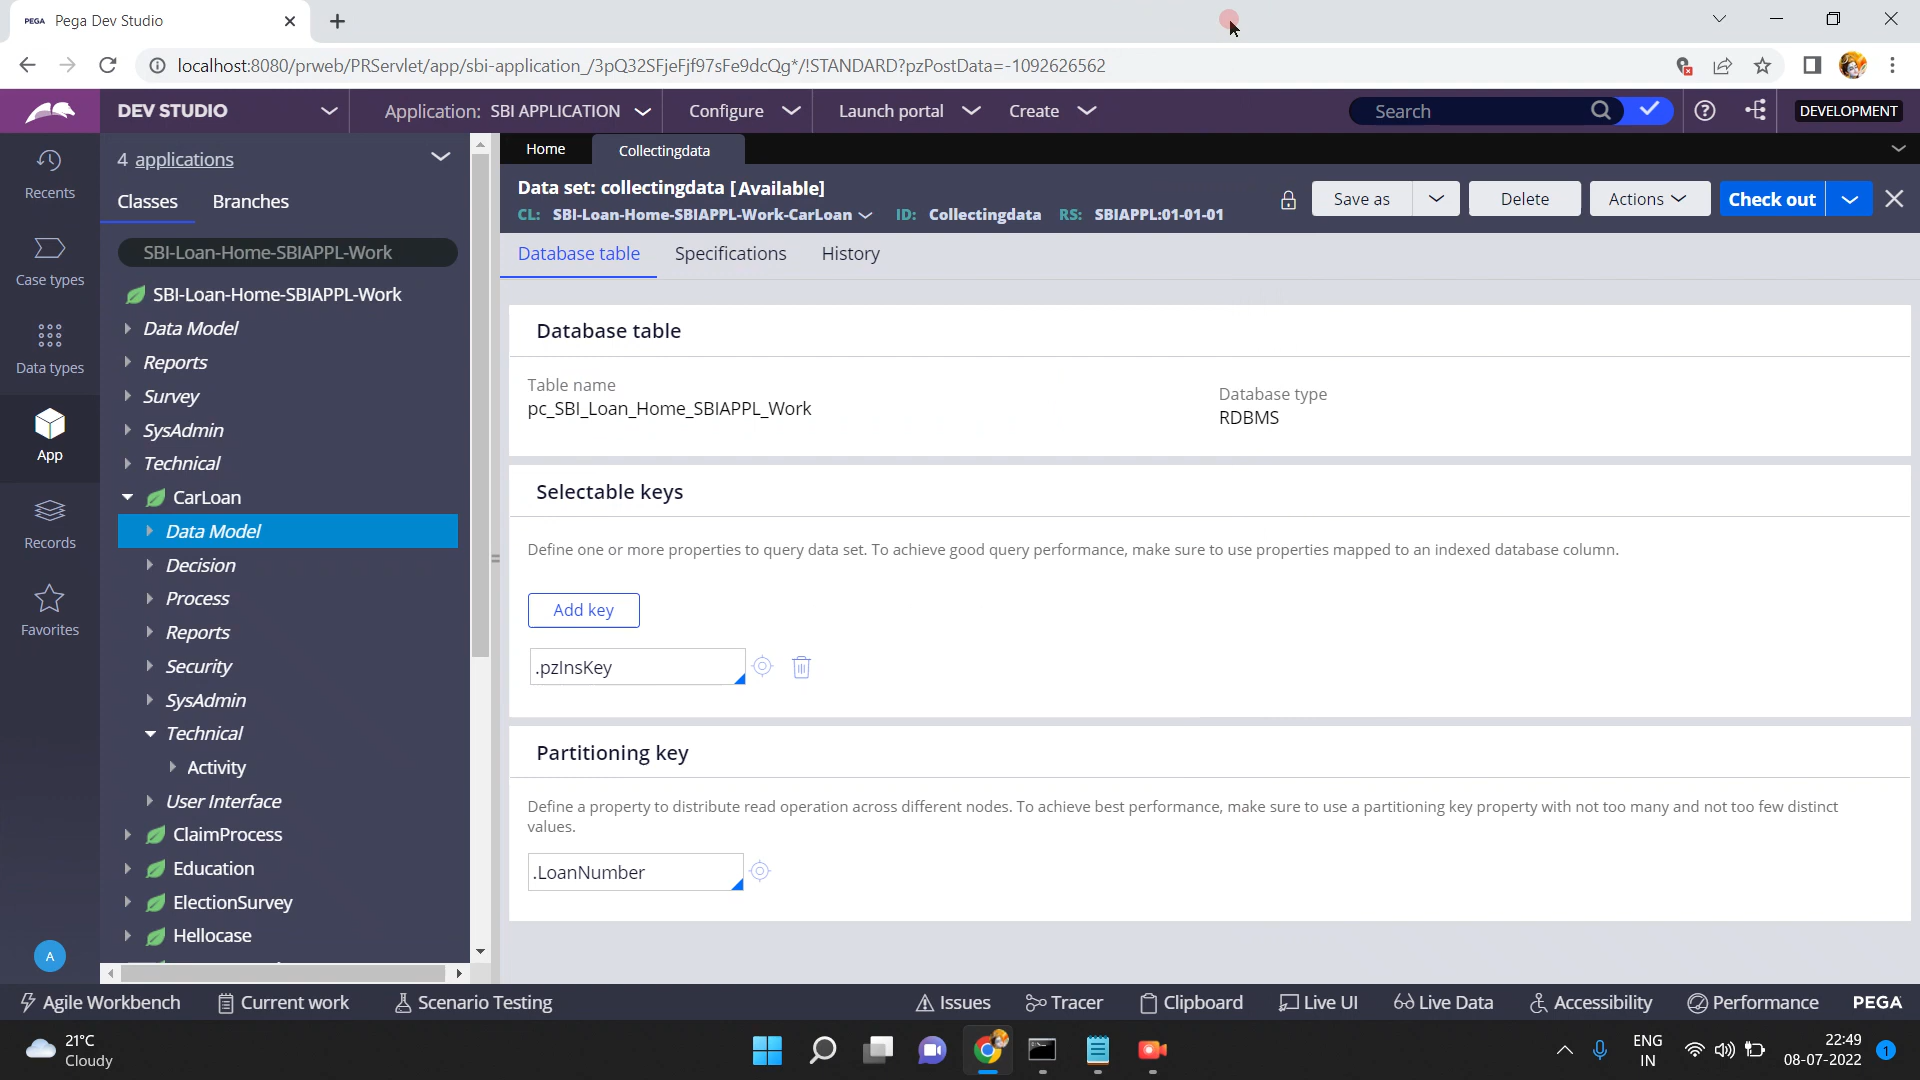 PEGA Pega Dev Studio
localhost:8080/prweb/PRServlet/app/sbi-application_/3pQ32SFjeFjf97sFe9dcQg*/!STANDARD?pzPostData=-1092626562
DEV STUDIO
Application: SBI APPLICATION
Configure
Launch portal
Create
Search
DEVELOPMENT
Recents
Case types
Data types
App
Records
Favorites
A
4 applications
Classes
Branches
SBI-Loan-Home-SBIAPPL-Work
SBI-Loan-Home-SBIAPPL-Work
Data Model
Reports
Survey
SysAdmin
Technical
CarLoan
Data Model
Decision
Process
Reports
Security
SysAdmin
Technical
Activity
User Interface
ClaimProcess
Education
ElectionSurvey
Hellocase
Home
Collectingdata
Data set: collectingdata [Available]
CL: SBI-Loan-Home-SBIAPPL-Work-CarLoan ID: Collectingdata RS: SBIAPPL:01-01-01
Save as
Delete
Actions
Check out
Database table
Specifications
History
Database table
Table name
pc_SBI_Loan_Home_SBIAPPL_Work
Database type
RDBMS
Selectable keys
Define one or more properties to query data set. To achieve good query performance, make sure to use properties mapped to an indexed database column.
Add key
.pzInsKey
Partitioning key
Define a property to distribute read operation across different nodes. To achieve best performance, make sure to use a partitioning key property with not too many and not too few distinct
values.
.LoanNumber
Agile Workbench
Current work
Scenario Testing
Issues
Tracer
Clipboard
Live UI
Live Data
Accessibility
Performance
PEGA
21°C
Cloudy
ENG
IN
22:49
08-07-2022
1